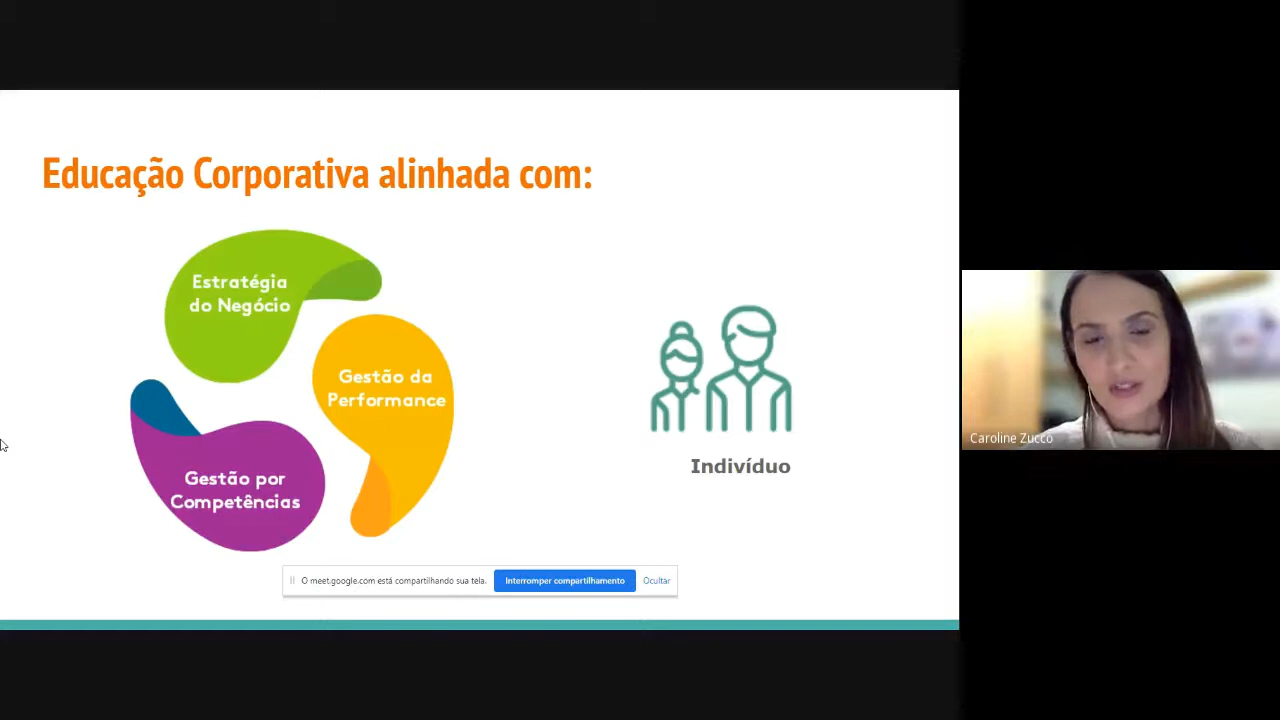 Educação Corporativa alinhada com:
Estratégia
do Negócio
Gestão da
Performance
Gestão por
Competências
Indivíduo
O meet.google.com está compartilhando sua tela.
Interromper compartilhamento
Ocultar
Caroline Zucco